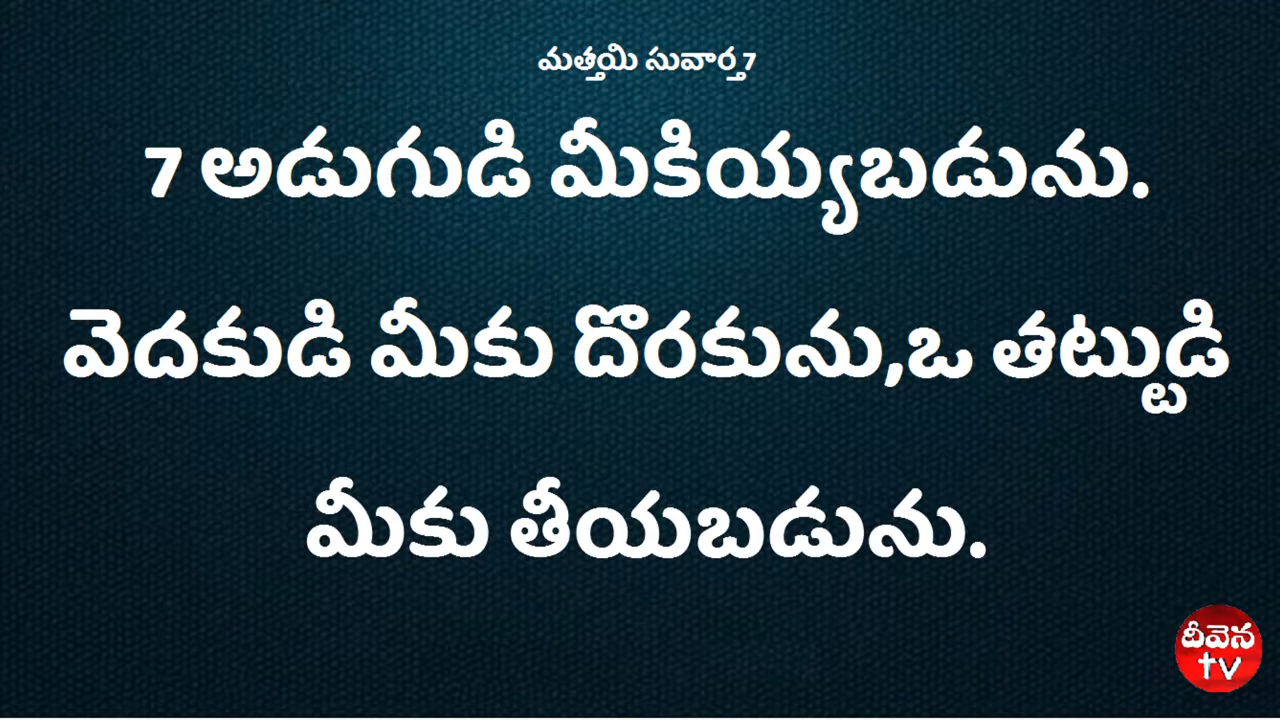 మత్తయి సువార్త7
7 అడుగుడి మీకియ్యబడును.
వెదకుడి మీకు దొరకును,ఒ తట్టుడి
మీకు తీయబడును.
దీవెన
tv